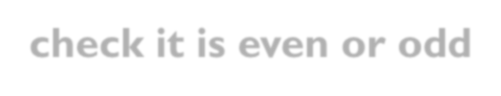 check it is even or odd